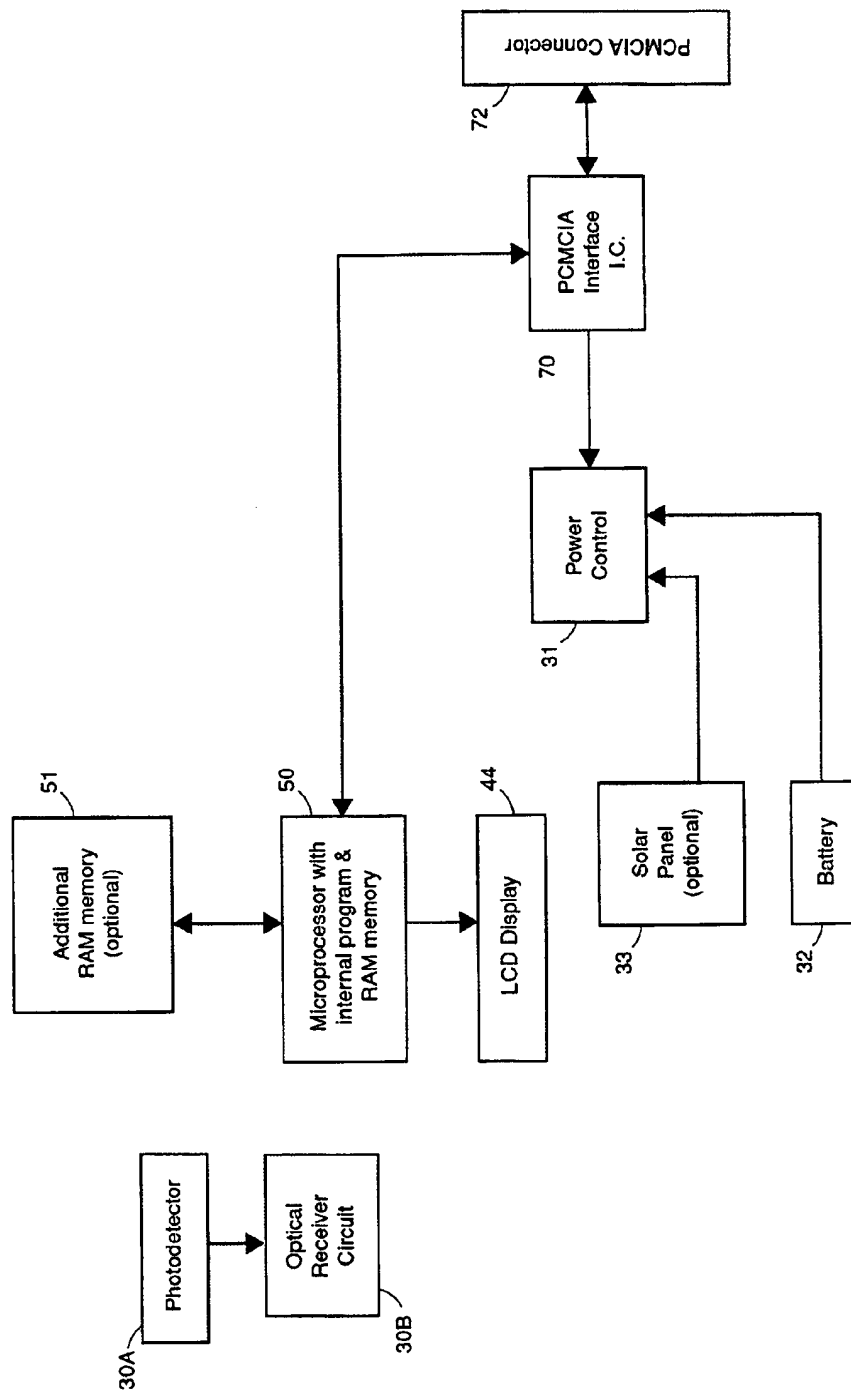 30A
Photodetector
Optical
Receiver
Circuit
30B
51
Additional
RAM memory
(optional)
50
Microprocessor with
internal program &
RAM memory
44
LCD Display
33
Solar
Panel
(optional)
32
Battery
31
Power
Control
70
PCMCIA
Interface
I.C.
72
PCMCIA Connector